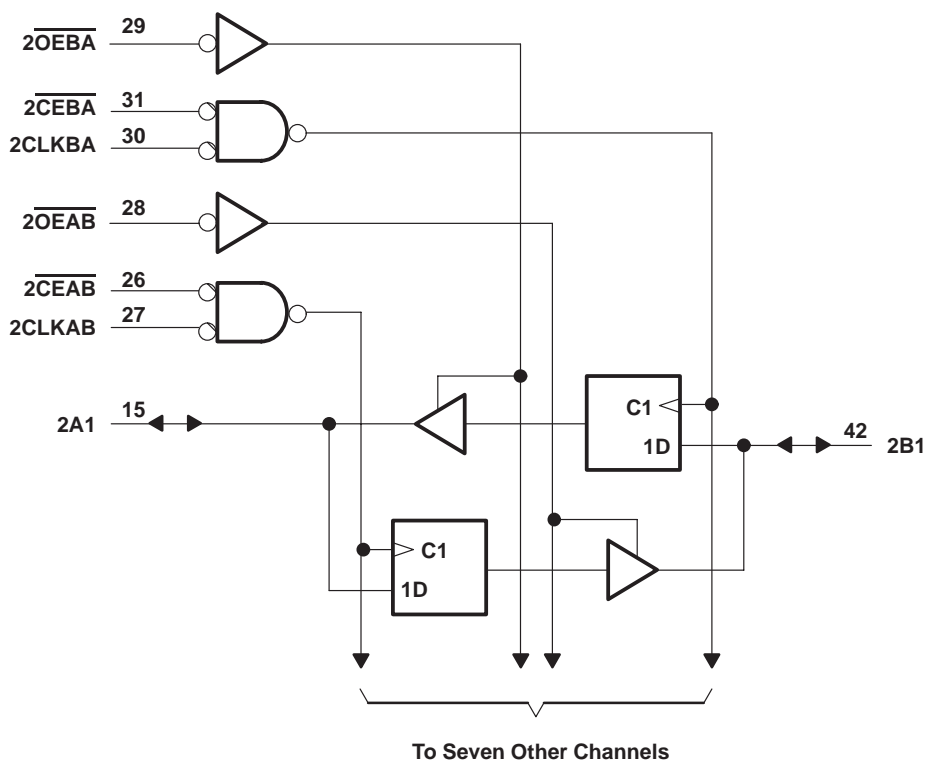 29
2OEBA
31
2CEBA
30
2CLKBA
28
2OEAB
26
2CEAB
27
2CLKAB
15
2A1
C1
1D
42
2B1
C1
1D
To Seven Other Channels